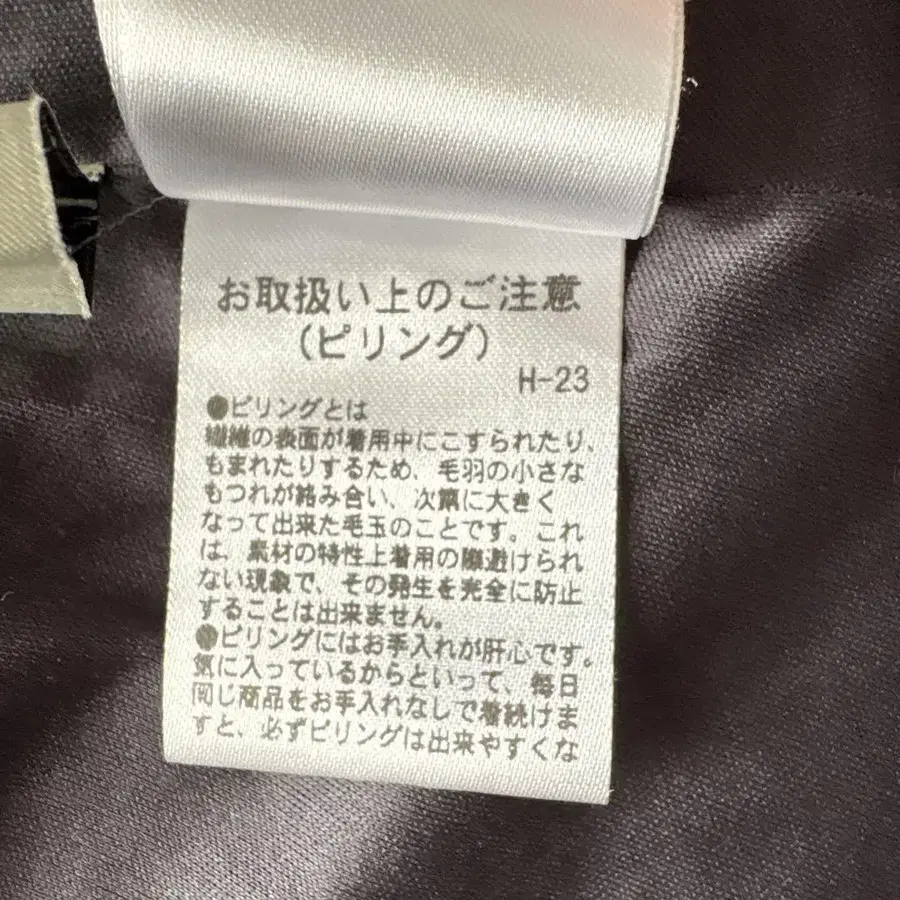 お取扱い上のご注意
(ピリング)
H-23
●ピリングとは
繊維の表面が着用中にこすられたり、
もまれたりするため、毛羽の小さな
もつれが絡み合い、次第に大きく
なって出来た毛玉のことです。これ
は、素材の特性上着用の際避けられ
ない現象で、その発生を完全に防止
することは出来ません。
●ピリングにはお手入れが肝心です。
気に入っているからといって、毎日
同じ商品をお手入れなしで着続けま
すと、必ずピリングは出来やすくな